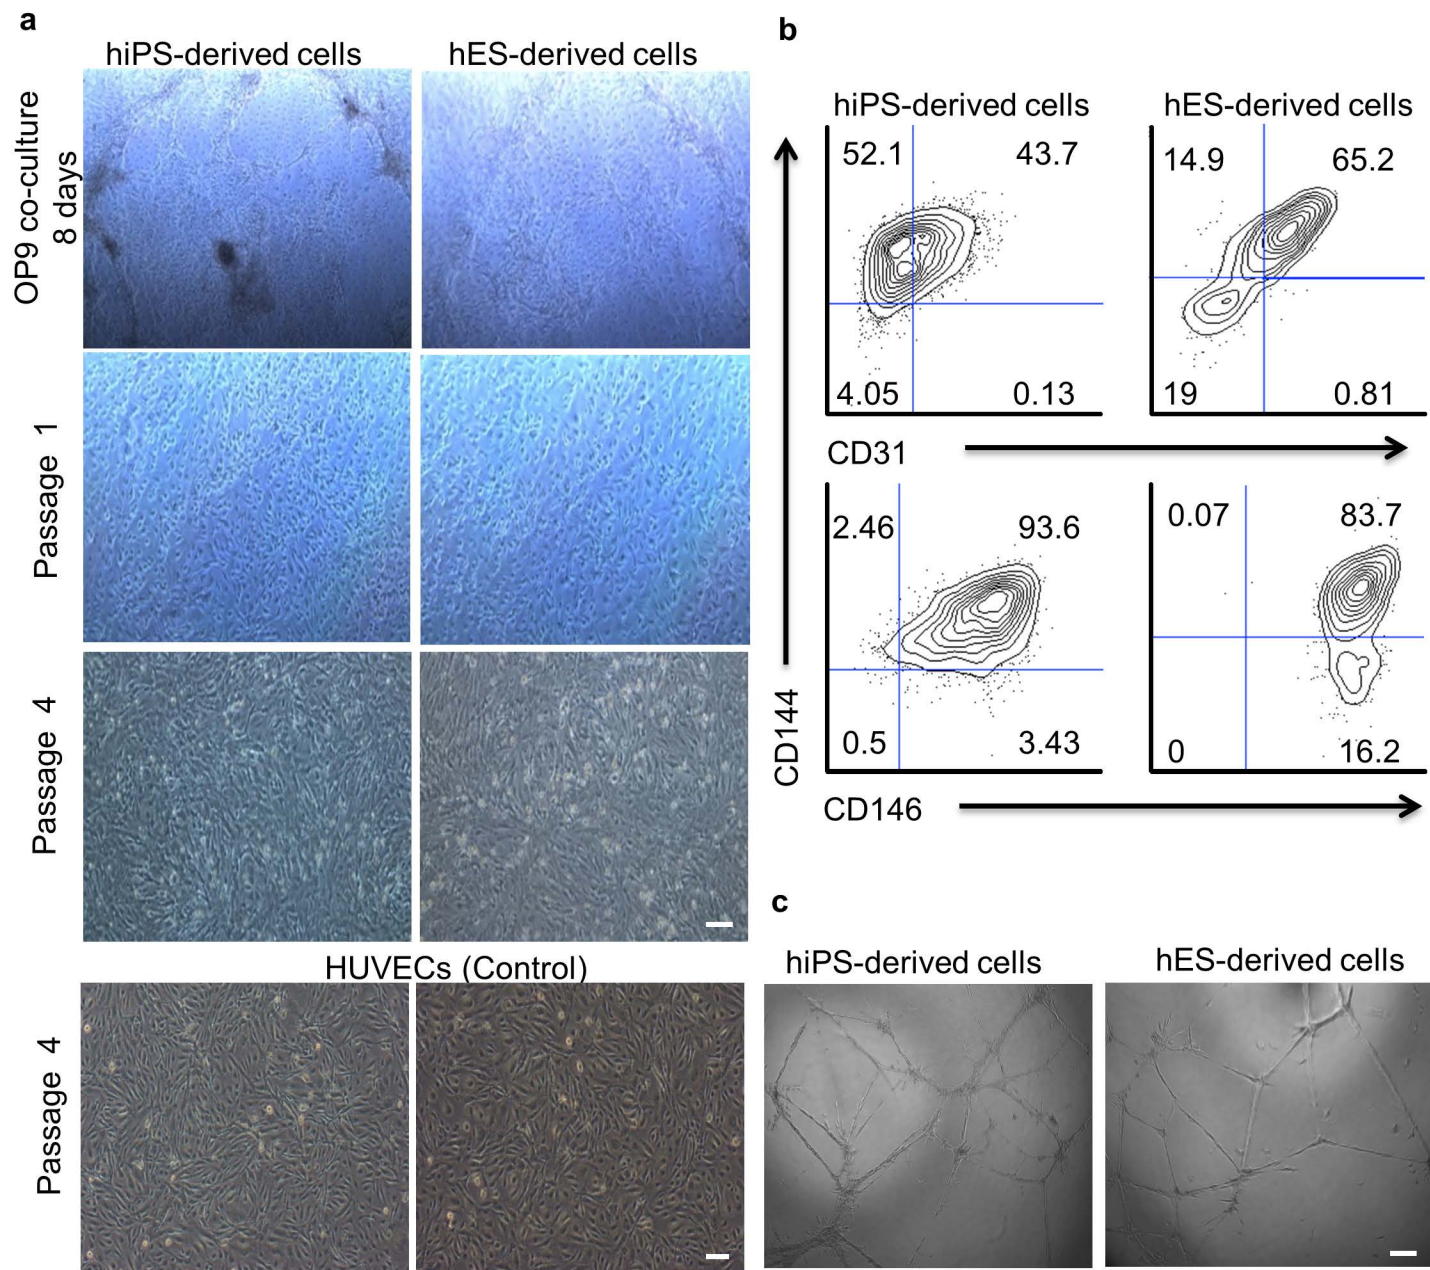 a
hiPS-derived cells
hES-derived cells
OP9 co-culture
8 days
Passage 1
Passage 4
HUVECs (Control)
Passage 4
b
hiPS-derived cells
hES-derived cells
52.1
43.7
4.05
0.13
14.9
65.2
19
0.81
CD31
2.46
93.6
0.5
3.43
0.07
83.7
0
16.2
CD144
CD146
c
hiPS-derived cells
hES-derived cells